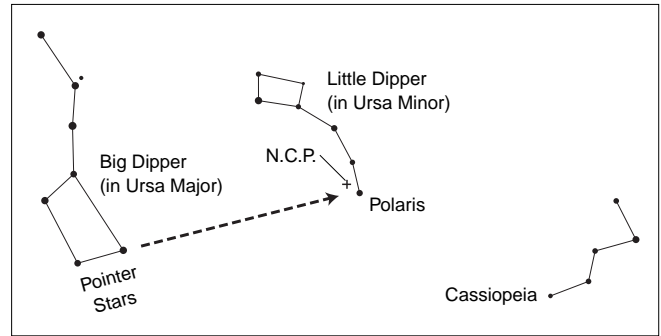 Little Dipper
(in Ursa Minor)
N.C.P.
Big Dipper
(in Ursa Major)
Polaris
Pointer
Stars
Cassiopeia